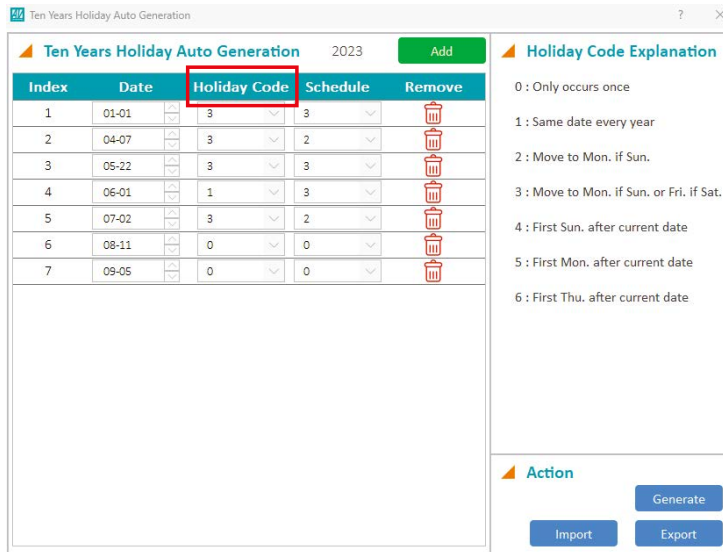 Ten Years Holiday Auto Generation ? ×
Ten Years Holiday Auto Generation 2023 Add
Index Date Holiday Code Schedule Remove
1 01-01 3 3
2 04-07 3 2
3 05-22 3 3
4 06-01 1 3
5 07-02 3 2
6 08-11 0 0
7 09-05 0 0
Holiday Code Explanation
0 : Only occurs once
1 : Same date every year
2 : Move to Mon. if Sun.
3 : Move to Mon. if Sun. or Fri. if Sat.
4 : First Sun. after current date
5 : First Mon. after current date
6 : First Thu. after current date
Action
Generate
Import Export